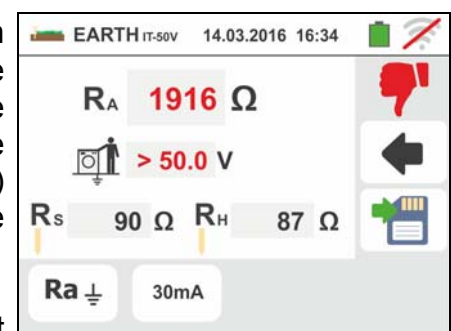 EARTH IT-50V 14.03.2016 16:34
RA 1916 Ω
> 50.0 V
RS 90 Ω RH 87 Ω
Ra 30mA